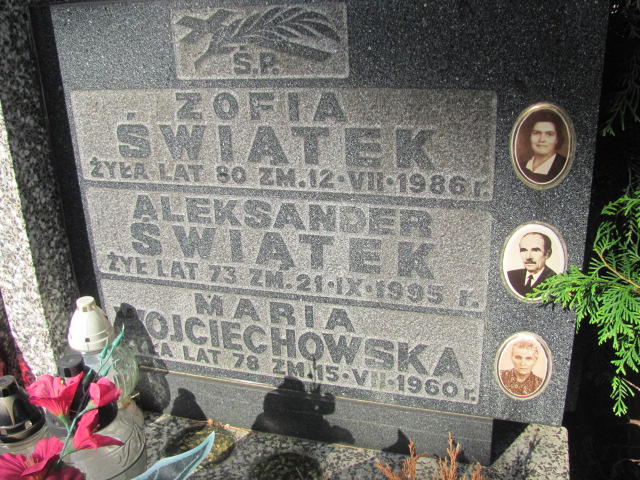 Ś.P.
ZOFIA
ŚWIĄTEK
ŻYŁA LAT 80 ZM. 12·VII·1986 r.
ALEKSANDER
ŚWIĄTEK
ŻYŁ LAT 73 ZM. 21·IX·1995 r.
MARIA
WOJCIECHOWSKA
ŻYŁA LAT 78 ZM. 15·VII·1960 r.